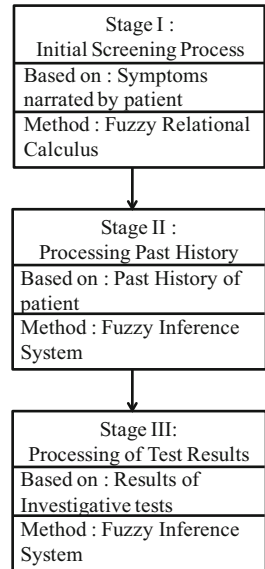 Stage I :
Initial Screening Process
Based on : Symptoms
narrated by patient
Method : Fuzzy Relational
Calculus
Stage II :
Processing Past History
Based on : Past History of
patient
Method : Fuzzy Inference
System
Stage III:
Processing of Test Results
Based on : Results of
Investigative tests
Method : Fuzzy Inference
System